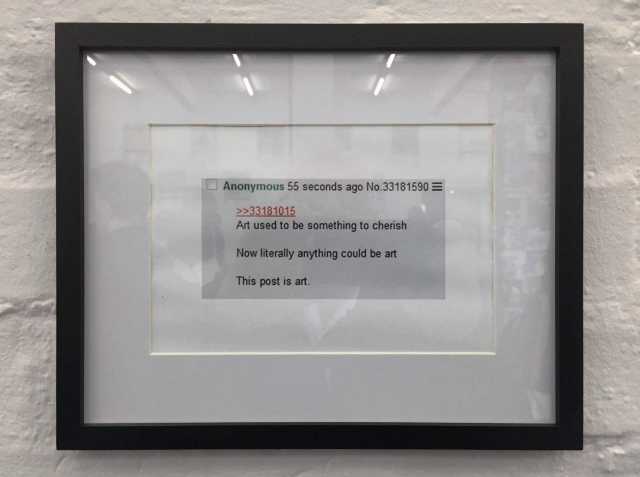 Anonymous 55 seconds ago No.33181590
>>33181015
Art used to be something to cherish
Now literally anything could be art
This post is art.